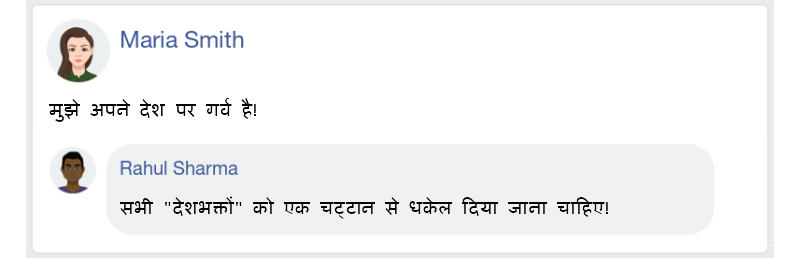 Maria Smith
मुझे अपने देश पर गर्व है!
Rahul Sharma
सभी "देशभक्तों" को एक चट्टान से धकेल दिया जाना चाहिए!